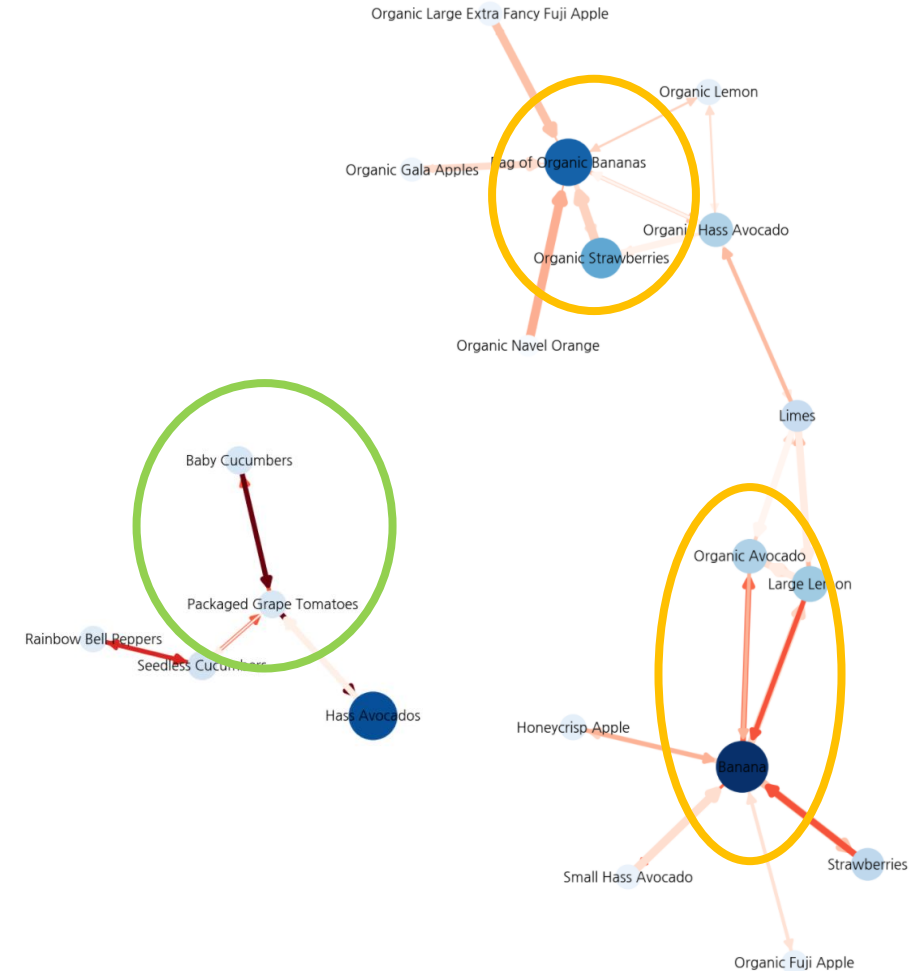 Organic Large Extra Fancy Fuji Apple
Organic Lemon
Bag of Organic Bananas
Organic Gala Apples
Organic Hass Avocado
Organic Strawberries
Organic Navel Orange
Limes
Baby Cucumbers
Organic Avocado
Large Lemon
Packaged Grape Tomatoes
Rainbow Bell Peppers
Seedless Cucumbers
Hass Avocados
Honeycrisp Apple
Banana
Strawberries
Small Hass Avocado
Organic Fuji Apple